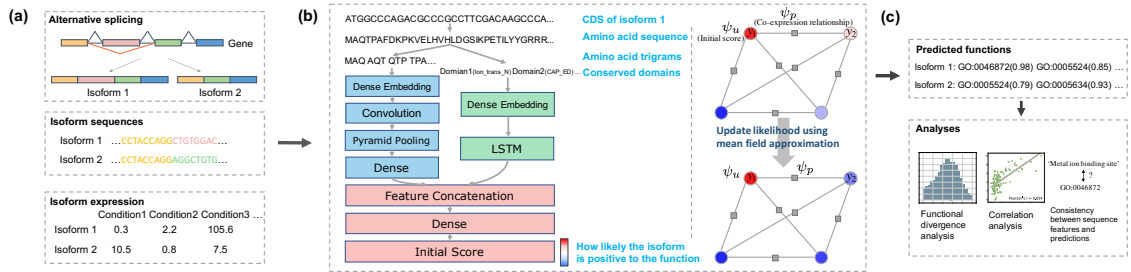 (a)
Alternative splicing
Gene
Isoform 1
Isoform 2
Isoform sequences
Isoform 1 …CCTACCAGGCTGTGGAC…
Isoform 2 …CCTACCAGGAGGCTGTG…
Isoform expression
Condition1 Condition2 Condition3 …
Isoform 1 0.3 2.2 105.6
Isoform 2 10.5 0.8 7.5
(b)
ATGGCCCAGACGCCCGCCTTCGACAAGCCCA…
CDS of isoform 1
MAQTPAFDKPKVELHVHLDGSIKPETILYYGRRR…
Amino acid sequence
MAQ AQT QTP TPA…
Amino acid trigrams
Domian1(Ion_trans_N) Domain2(CAP_ED)…
Conserved domains
Dense Embedding
Convolution
Pyramid Pooling
Dense
Dense Embedding
LSTM
Feature Concatenation
Dense
Initial Score
How likely the isoform
is positive to the function
ψp
(Co-expression relationship)
ψu
(Initial score)
y1
y2
Update likelihood using
mean field approximation
ψu
ψp
y1
y2
(c)
Predicted functions
Isoform 1: GO:0046872(0.98) GO:0005524(0.85) …
Isoform 2: GO:0005524(0.79) GO:0005634(0.93) …
Analyses
Functional
divergence
analysis
Correlation
analysis
'Metal ion binding site'
?
GO:0046872
Consistency
between sequence
features and
predictions